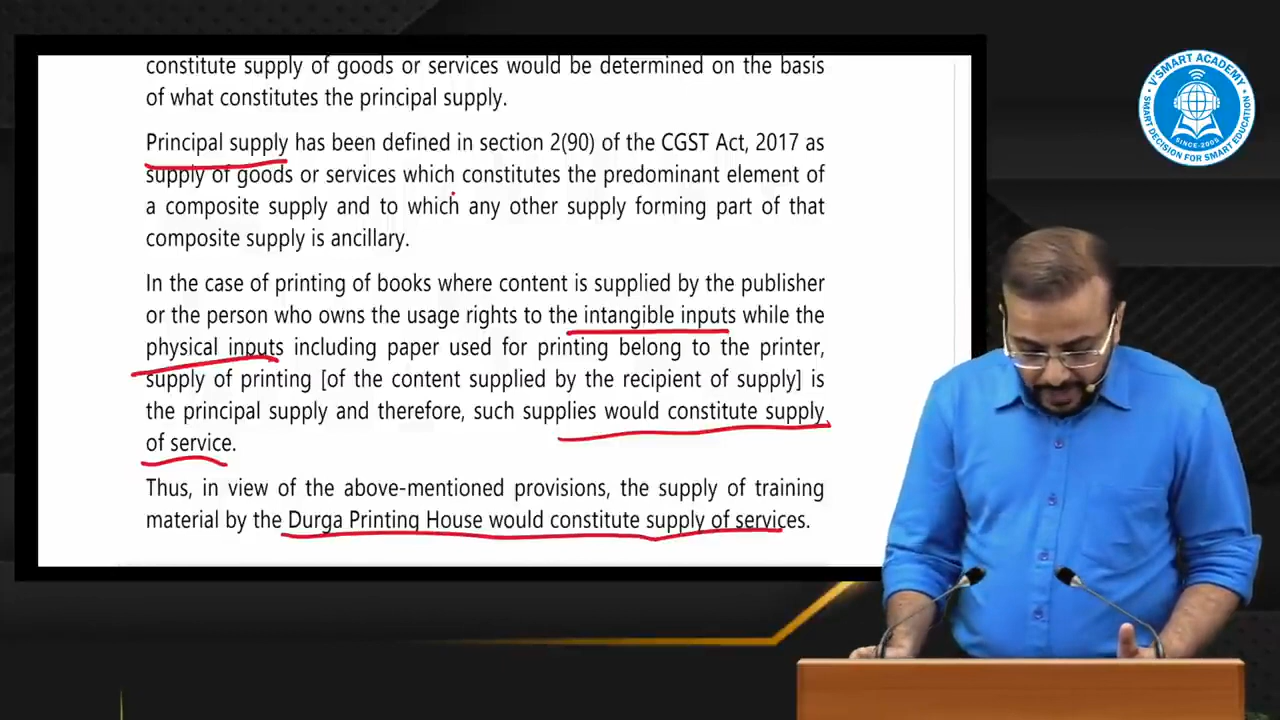 constitute supply of goods or services would be determined on the basis
of what constitutes the principal supply.
Principal supply has been defined in section 2(90) of the CGST Act, 2017 as
supply of goods or services which constitutes the predominant element of
a composite supply and to which any other supply forming part of that
composite supply is ancillary.
In the case of printing of books where content is supplied by the publisher
or the person who owns the usage rights to the intangible inputs while the
physical inputs including paper used for printing belong to the printer,
supply of printing [of the content supplied by the recipient of supply] is
the principal supply and therefore, such supplies would constitute supply
of service.
Thus, in view of the above-mentioned provisions, the supply of training
material by the Durga Printing House would constitute supply of services.
V'SMART ACADEMY
SINCE-2005
SMART DECISION FOR SMART EDUCATION